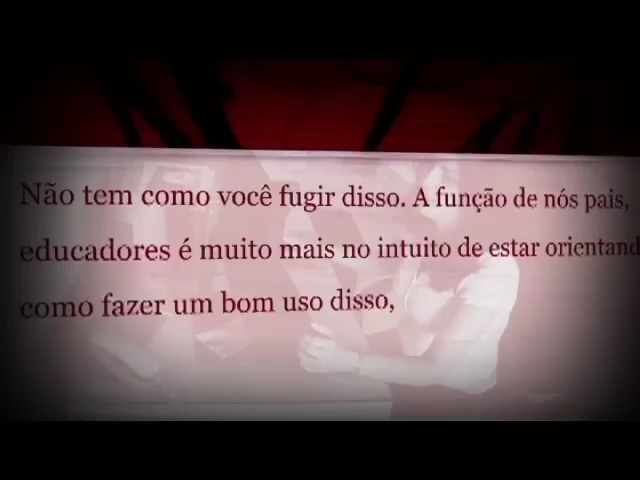 Não tem como você fugir disso. A função de nós pais,
educadores é muito mais no intuito de estar orientand
como fazer um bom uso disso,